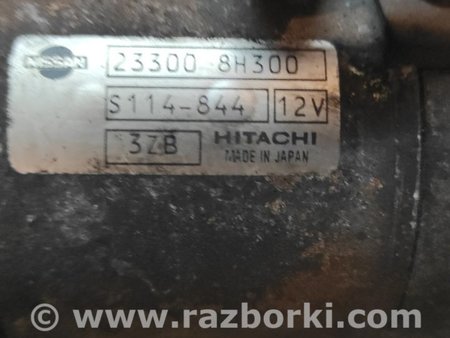 NISSAN
23300-8H300
S114-844 12V
3ZB HITACHI
MADE IN JAPAN
© www.razborki.com